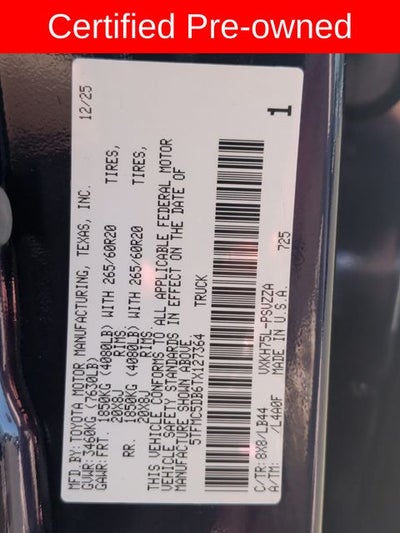 Certified Pre-owned
MFD.BY: TOYOTA MOTOR MANUFACTURING, TEXAS, INC. 12/25
GVWR: 3460KG (7630LB)
GAWR: FRT. 1850KG (4080LB) WITH 265/60R20 TIRES,
20X8J RIMS.
RR. 1850KG (4080LB) WITH 265/60R20 TIRES,
20X8J RIMS.
THIS VEHICLE CONFORMS TO ALL APPLICABLE FEDERAL MOTOR
VEHICLE SAFETY STANDARDS IN EFFECT ON THE DATE OF
MANUFACTURE SHOWN ABOVE.
5TFMC5DB6TX127364 TRUCK
1
C/TR: 8X8/LB44 VXKH75L-PSVZZA
A/TM: /L4A0F MADE IN U.S.A. 725